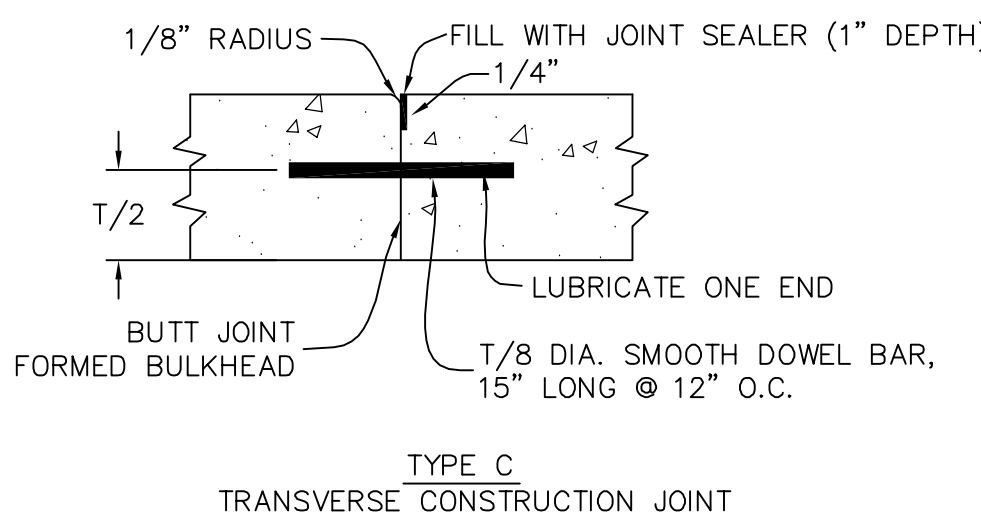 1/8” RADIUS
FILL WITH JOINT SEALER (1” DEPTH)
1/4”
T/2
LUBRICATE ONE END
BUTT JOINT
FORMED BULKHEAD
T/8 DIA. SMOOTH DOWEL BAR,
15” LONG @ 12” O.C.
TYPE C
TRANSVERSE CONSTRUCTION JOINT